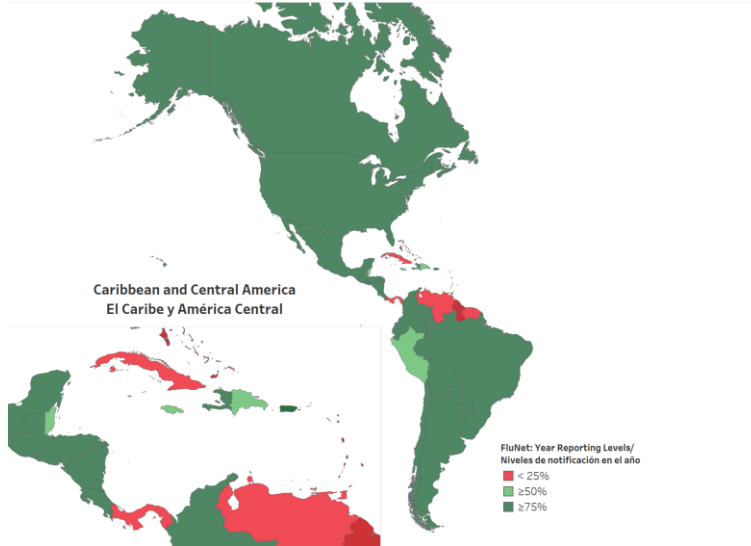 Caribbean and Central America
El Caribe y América Central
FluNet: Year Reporting Levels/
Niveles de notificación en el año
< 25%
≥50%
≥75%